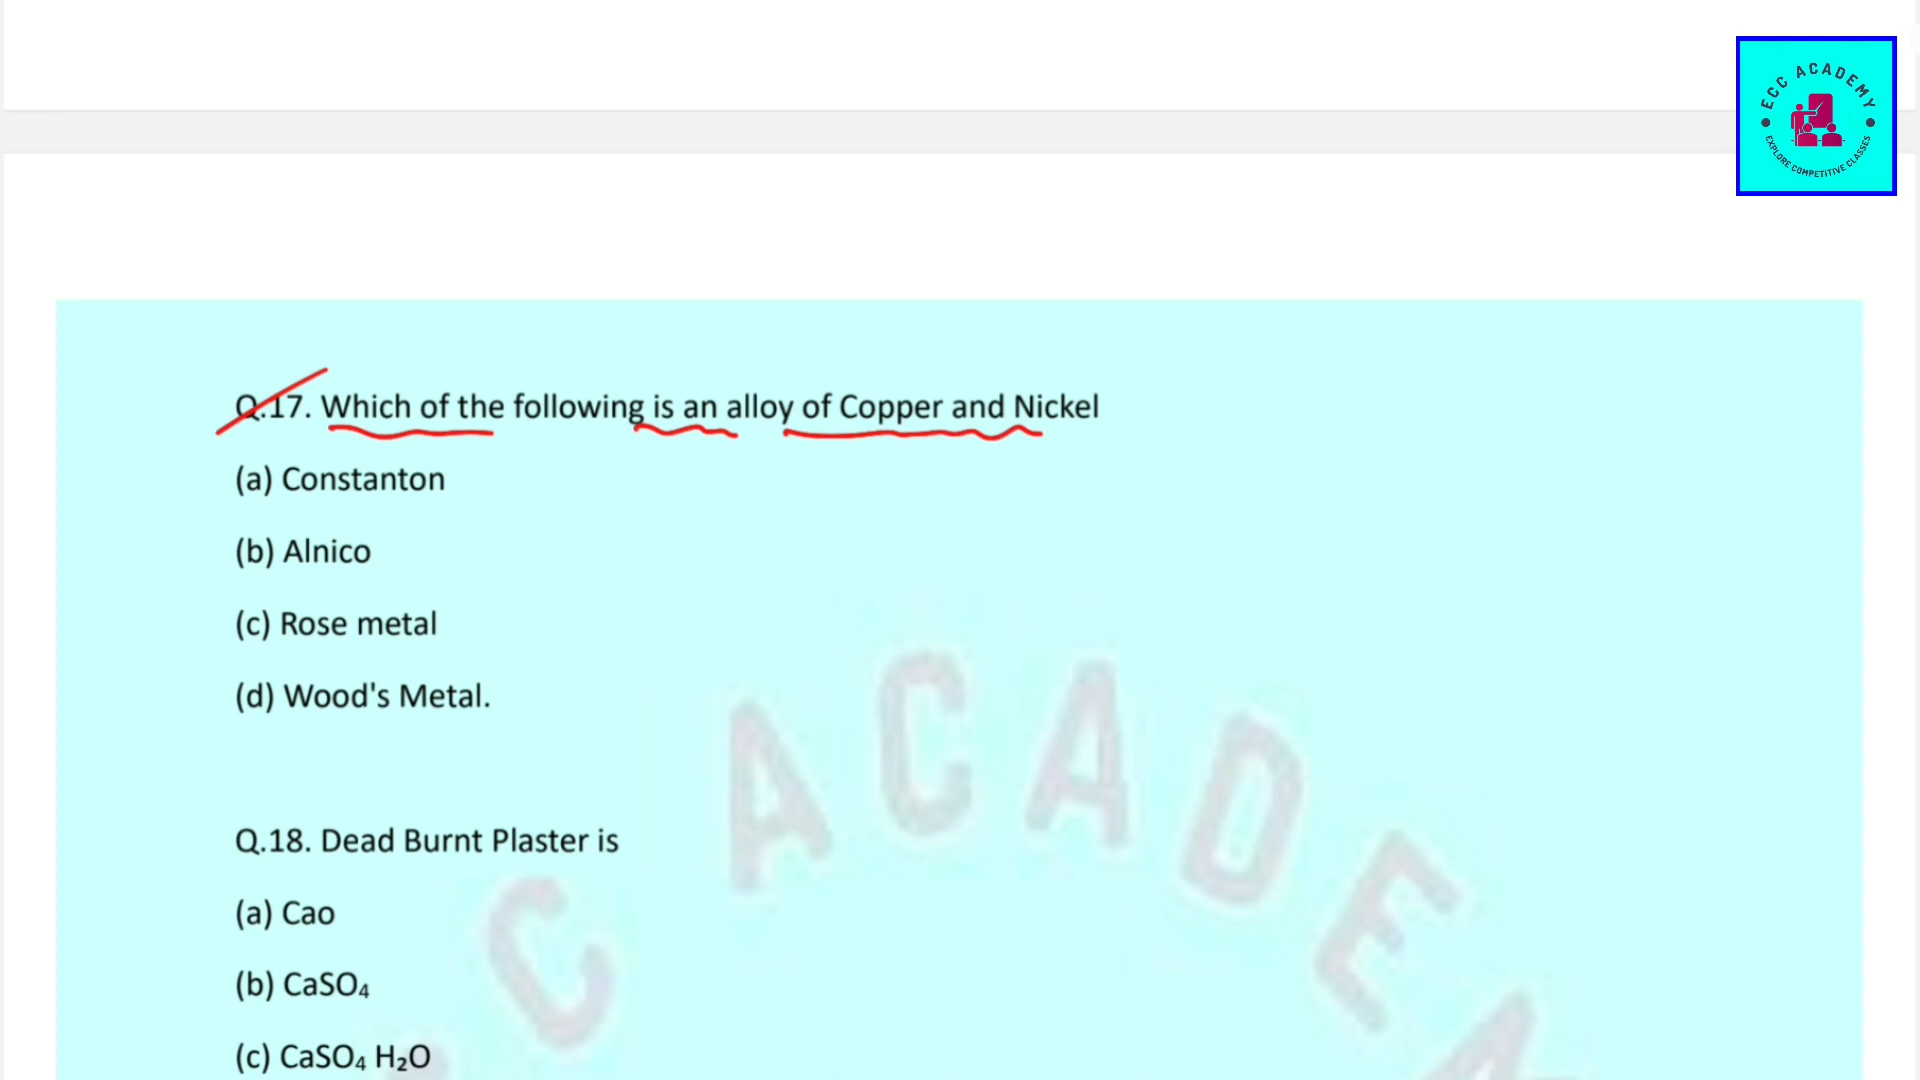 ECC ACADEMY
EXPLORE COMPETITIVE CLASSES
Q.17. Which of the following is an alloy of Copper and Nickel
(a) Constanton
(b) Alnico
(c) Rose metal
(d) Wood's Metal.
Q.18. Dead Burnt Plaster is
(a) Cao
(b) CaSO₄
(c) CaSO₄ H₂O
C ACADEM